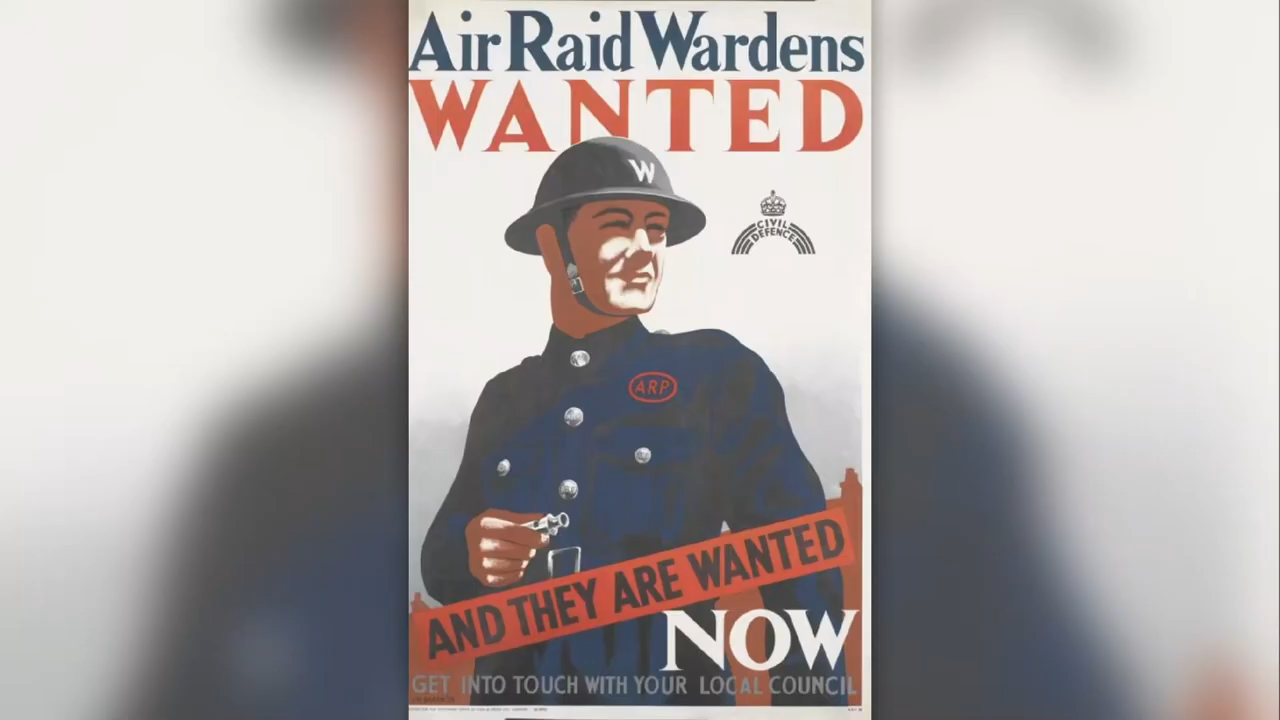 Air Raid Wardens
WANTED
W
CIVIL
DEFENCE
ARP
AND THEY ARE WANTED
NOW
GET INTO TOUCH WITH YOUR LOCAL COUNCIL